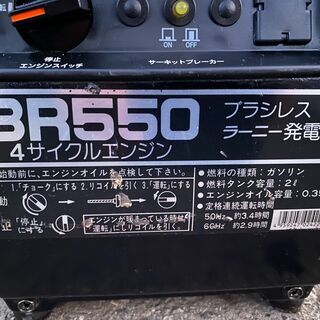 停止
エンジンスイッチ
ON OFF
サーキットブレーカー
BR550
ブラシレス
ラーニー発電
4サイクルエンジン
始動前に、エンジンオイルを点検して下さい。
1.「チョーク」にする 2.リコイルを引く 3.「運転」にする
エンジンが暖まっている時は
「運転」にしリコイルを引く
「停止」
にする
●燃料の種類：ガソリン
●燃料タンク容量：2ℓ
●エンジンオイル容量：0.35
●定格連続運転時間
50Hz 約3.4時間
60Hz 約2.9時間